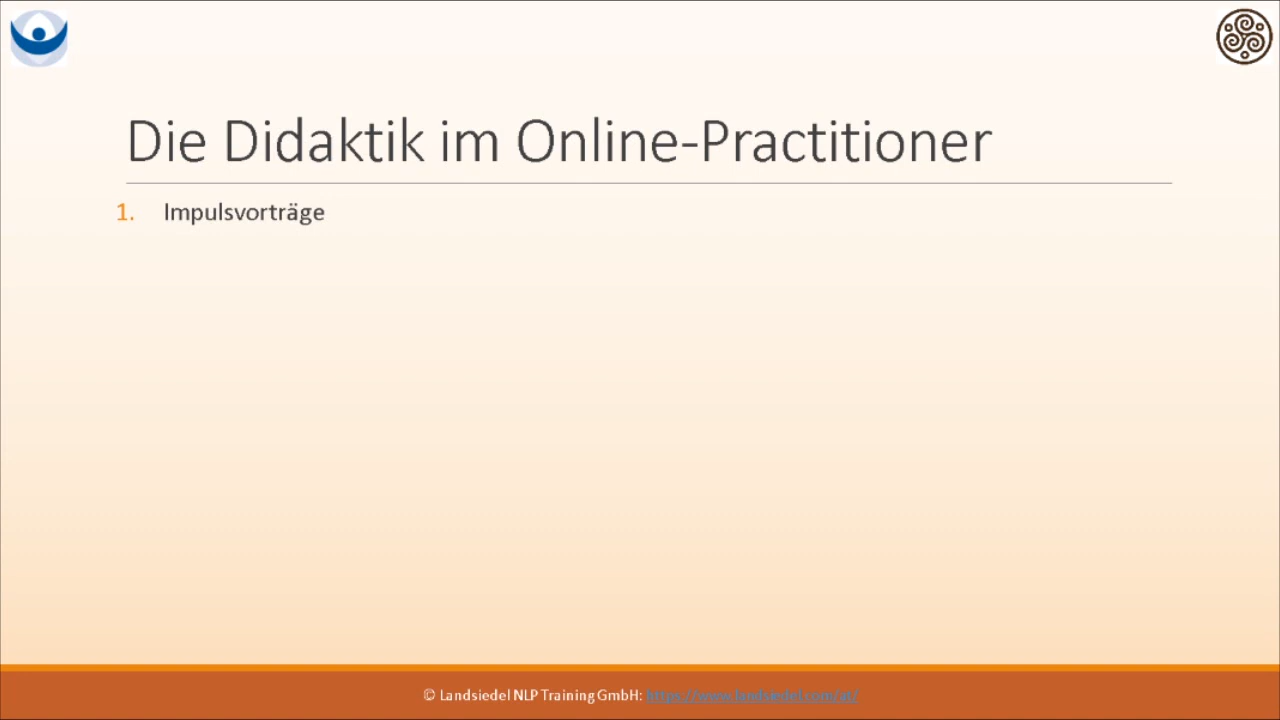 Die Didaktik im Online-Practitioner
1. Impulsvorträge
© Landsiedel NLP Training GmbH: https://www.landsiedel.com/at/